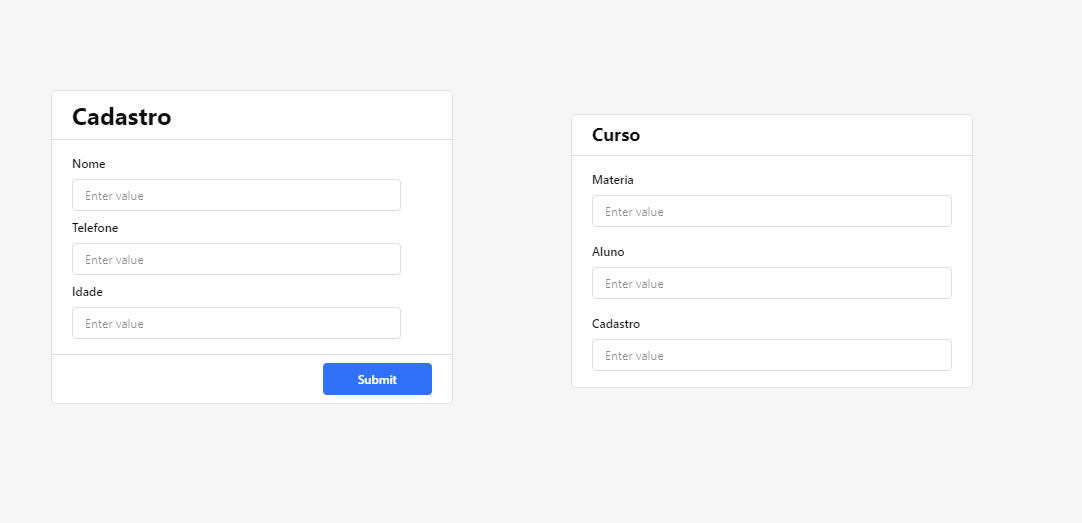 Cadastro
Nome
Enter value
Telefone
Enter value
Idade
Enter value
Submit
Curso
Materia
Enter value
Aluno
Enter value
Cadastro
Enter value